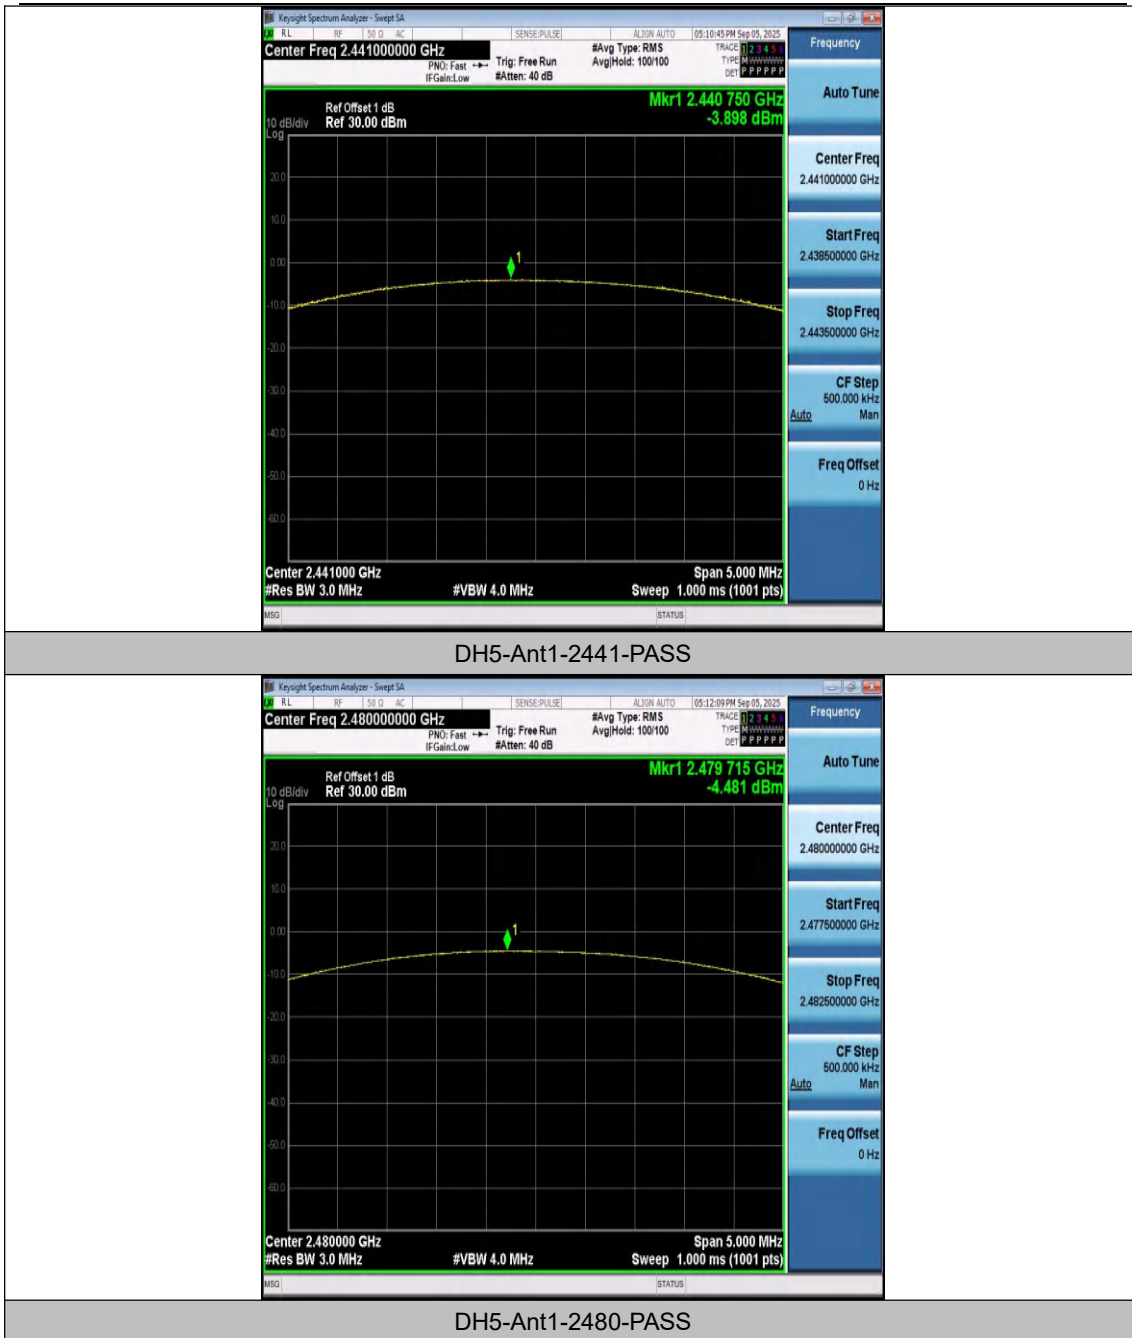 Keysight Spectrum Analyzer - Swept SA
RL RF 50 Ω AC SENSE:PULSE ALIGN AUTO 05:10:45 PM Sep 05, 2025
Center Freq 2.441000000 GHz #Avg Type: RMS TRACE 1 2 3 4 5 6 Frequency
PNO: Fast Trig: Free Run Avg|Hold: 100/100 TYPE M WWWWW
IFGain:Low #Atten: 40 dB DET P P P P P P
Auto Tune
Mkr1 2.440 750 GHz
Ref Offset 1 dB
10 dB/div Ref 30.00 dBm -3.898 dBm
Log
Center Freq
2.441000000 GHz
20.0
10.0
Start Freq
2.438500000 GHz
1
0.00
-10.0
Stop Freq
2.443500000 GHz
-20.0
CF Step
500.000 kHz
Auto Man
-30.0
-40.0
Freq Offset
0 Hz
-50.0
-60.0
Center 2.441000 GHz Span 5.000 MHz
#Res BW 3.0 MHz #VBW 4.0 MHz Sweep 1.000 ms (1001 pts)
MSG STATUS
DH5-Ant1-2441-PASS
Keysight Spectrum Analyzer - Swept SA
RL RF 50 Ω AC SENSE:PULSE ALIGN AUTO 05:12:09 PM Sep 05, 2025
Center Freq 2.480000000 GHz #Avg Type: RMS TRACE 1 2 3 4 5 6 Frequency
PNO: Fast Trig: Free Run Avg|Hold: 100/100 TYPE M WWWWW
IFGain:Low #Atten: 40 dB DET P P P P P P
Auto Tune
Mkr1 2.479 715 GHz
Ref Offset 1 dB
10 dB/div Ref 30.00 dBm -4.481 dBm
Log
Center Freq
2.480000000 GHz
20.0
10.0
Start Freq
2.477500000 GHz
1
0.00
-10.0
Stop Freq
2.482500000 GHz
-20.0
CF Step
500.000 kHz
Auto Man
-30.0
-40.0
Freq Offset
0 Hz
-50.0
-60.0
Center 2.480000 GHz Span 5.000 MHz
#Res BW 3.0 MHz #VBW 4.0 MHz Sweep 1.000 ms (1001 pts)
MSG STATUS
DH5-Ant1-2480-PASS